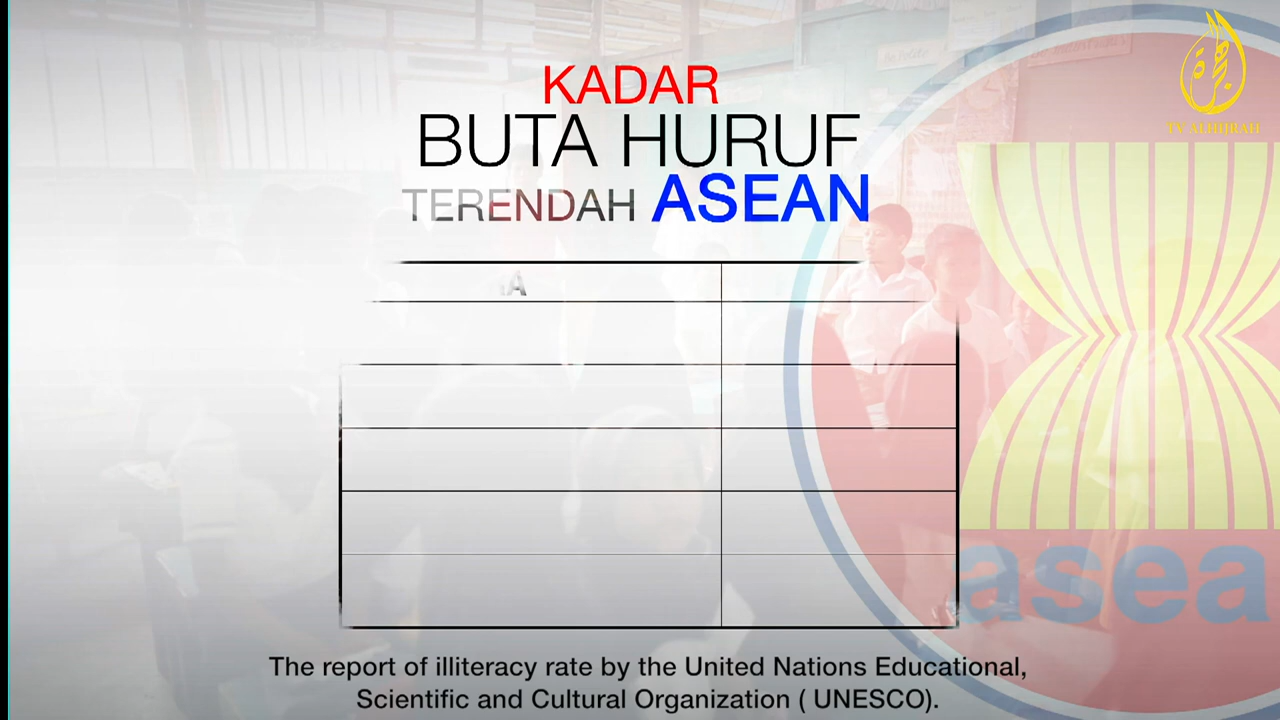 KADAR
BUTA HURUF
TERENDAH ASEAN
TV ALHIJRAH
asea
The report of illiteracy rate by the United Nations Educational,
Scientific and Cultural Organization ( UNESCO).